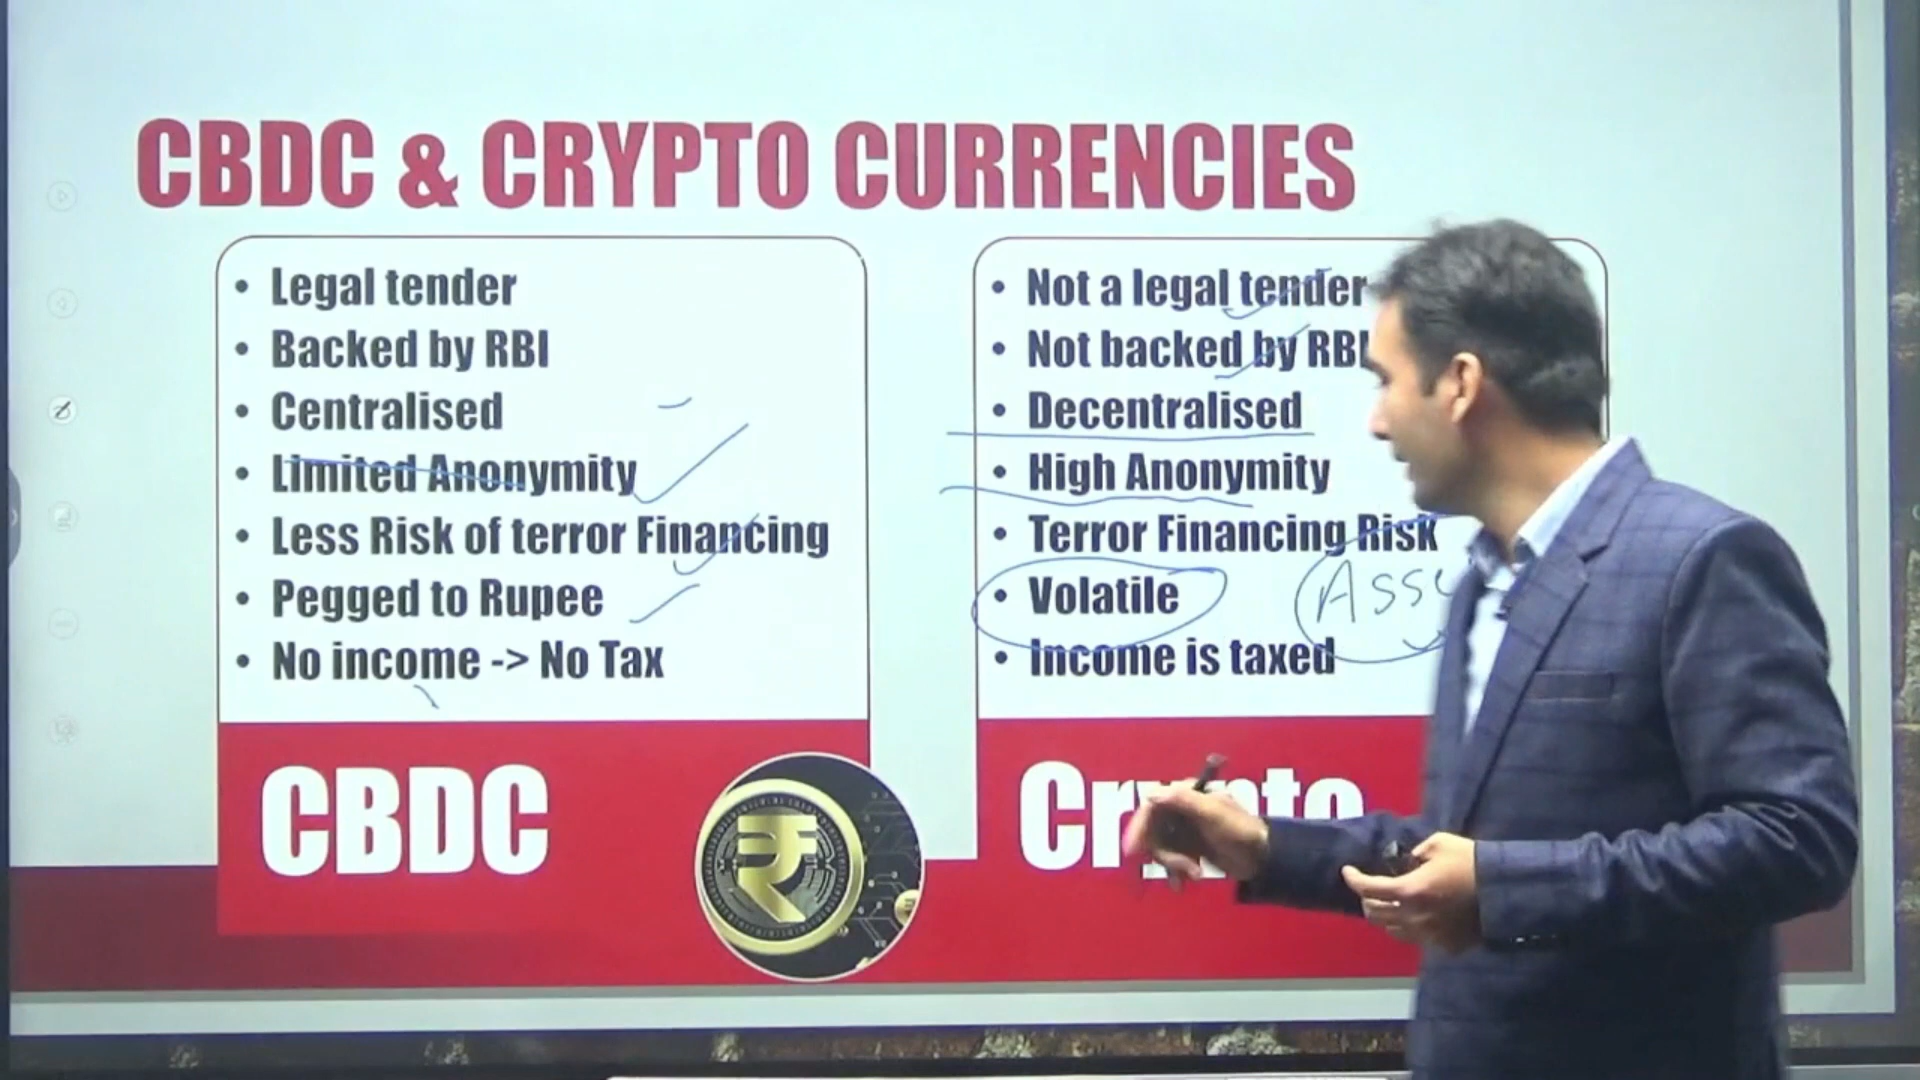 CBDC & CRYPTO CURRENCIES
• Legal tender
• Backed by RBI
• Centralised
• Limited Anonymity
• Less Risk of terror Financing
• Pegged to Rupee
• No income -> No Tax
CBDC
• Not a legal tender
• Not backed by RBI
• Decentralised
• High Anonymity
• Terror Financing Risk
• Volatile
• Income is taxed
Crypto